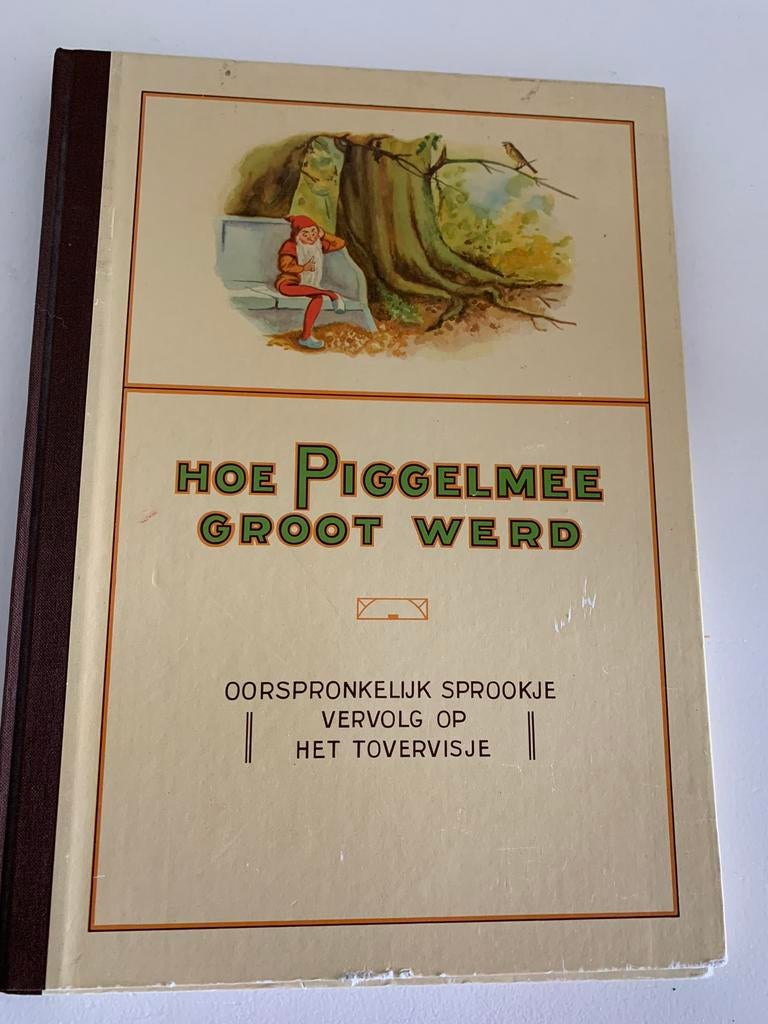 HOE PIGGELMEE
GROOT WERD
OORSPRONKELIJK SPROOKJE
VERVOLG OP
HET TOVERVISJE